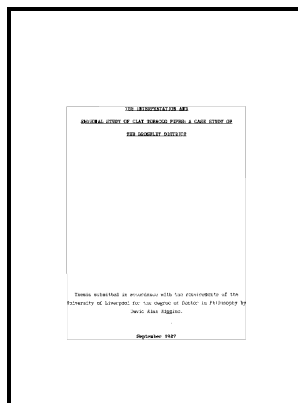 THE INTERPRETATION AND
REGIONAL STUDY OF CLAY TOBACCO PIPES: A CASE STUDY OF
THE BROSELEY DISTRICT
Thesis submitted in accordance with the requirements of the
University of Liverpool for the degree of Doctor in Philosophy by
David Alan Higgins.
September 1987